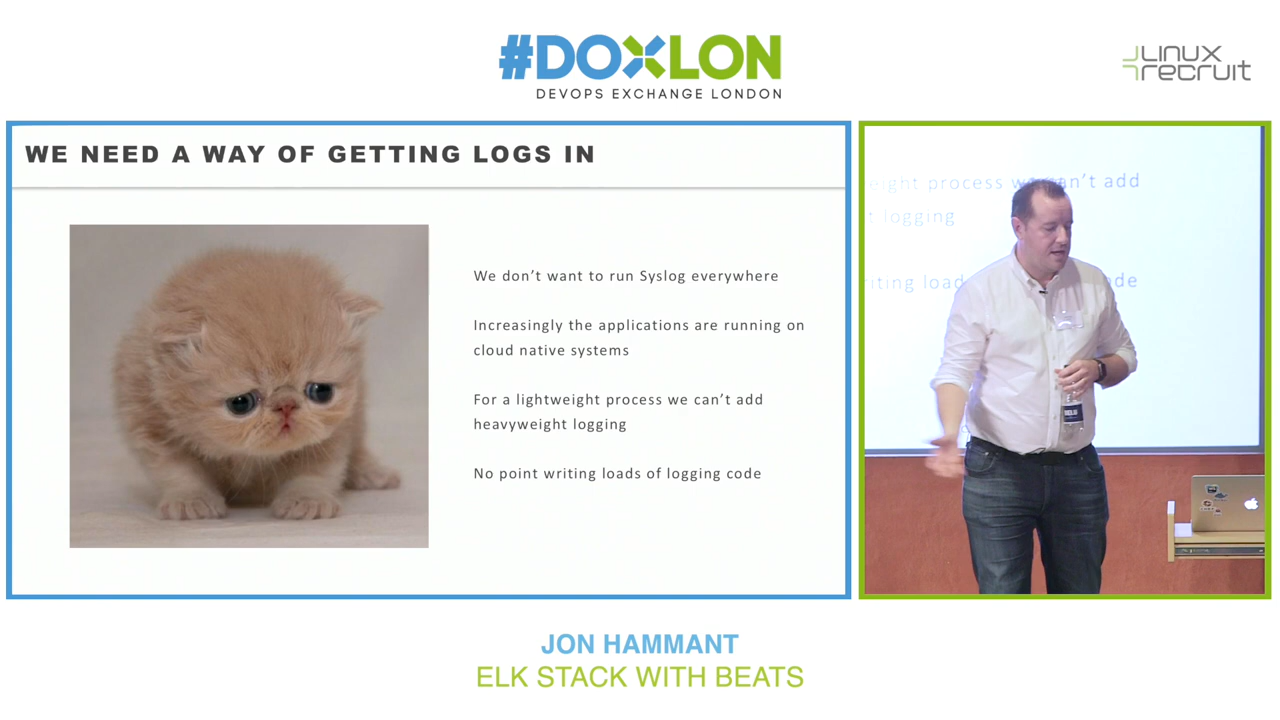 #DOXLON
DEVOPS EXCHANGE LONDON
LINUX
recruit
WE NEED A WAY OF GETTING LOGS IN
We don’t want to run Syslog everywhere
Increasingly the applications are running on
cloud native systems
For a lightweight process we can’t add
heavyweight logging
No point writing loads of logging code
eight process we can’t add
t logging
riting load
ode
JON HAMMANT
ELK STACK WITH BEATS